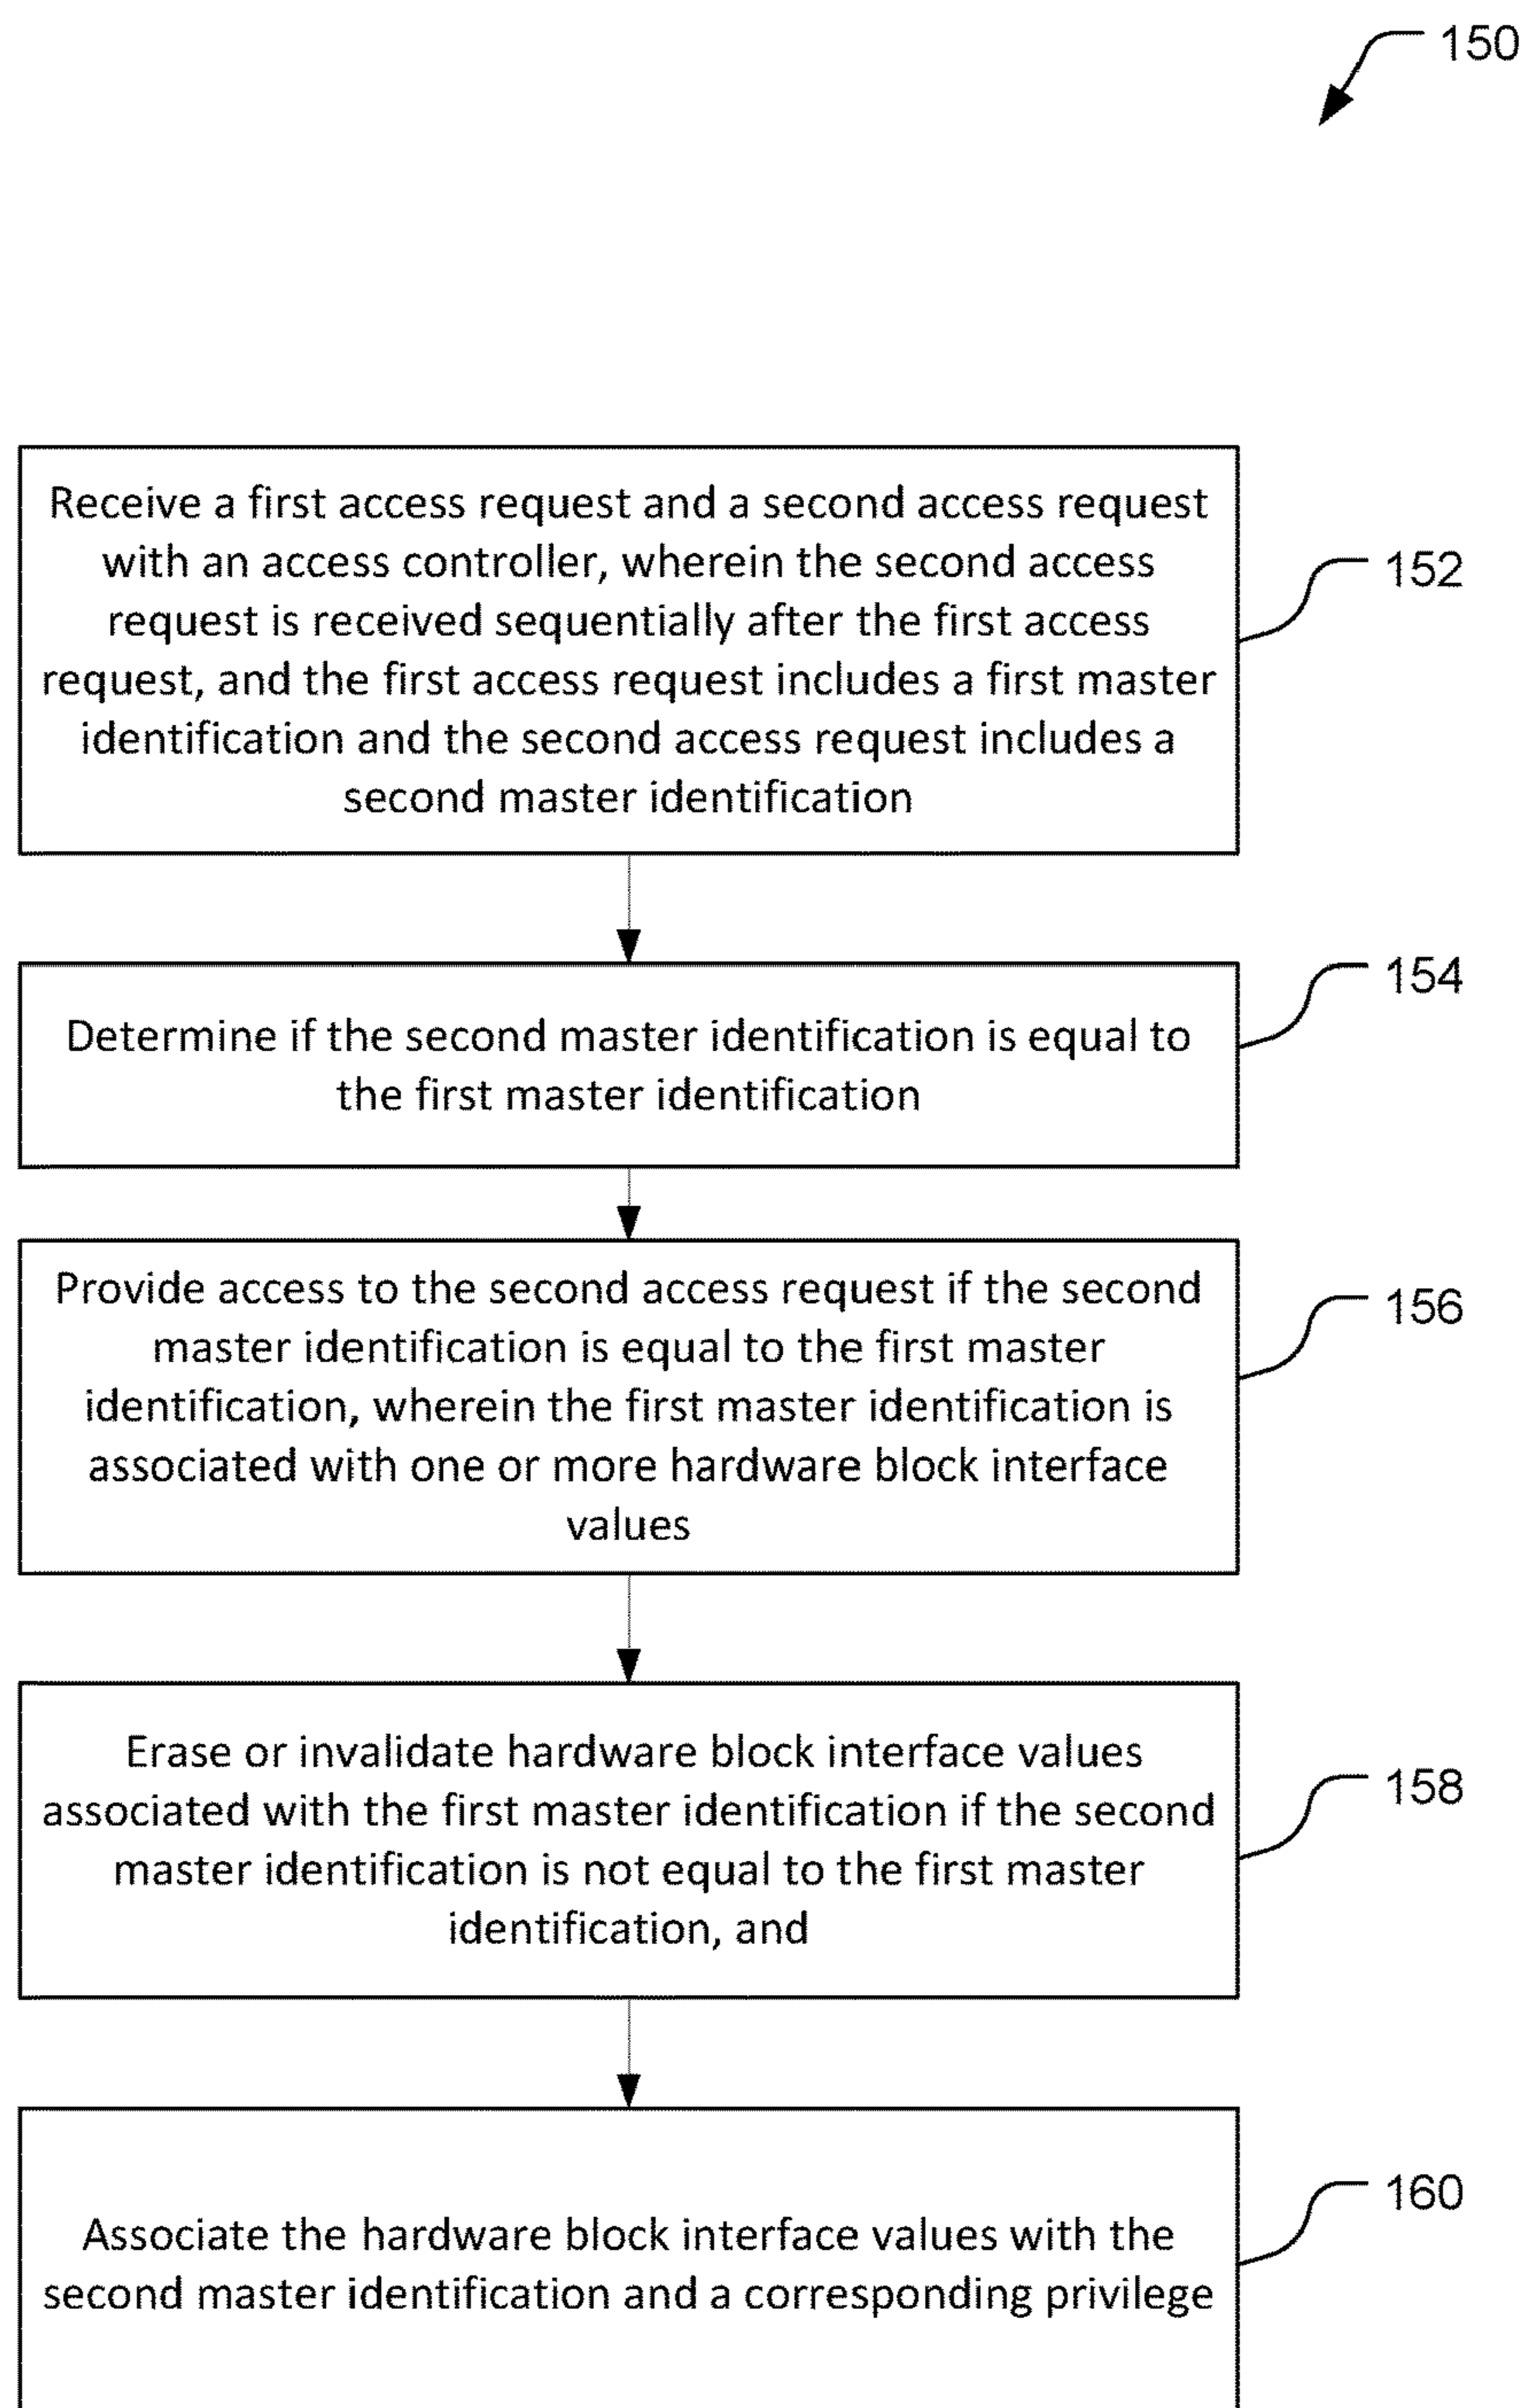 150
Receive a first access request and a second access request
with an access controller, wherein the second access
request is received sequentially after the first access
request, and the first access request includes a first master
identification and the second access request includes a
second master identification
152
Determine if the second master identification is equal to
the first master identification
154
Provide access to the second access request if the second
master identification is equal to the first master
identification, wherein the first master identification is
associated with one or more hardware block interface
values
156
Erase or invalidate hardware block interface values
associated with the first master identification if the second
master identification is not equal to the first master
identification, and
158
Associate the hardware block interface values with the
second master identification and a corresponding privilege
160